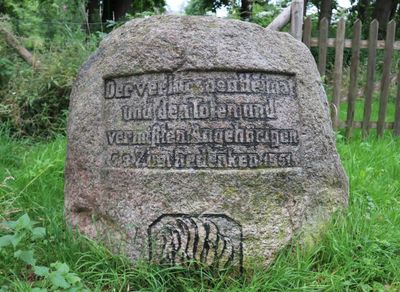 Der verlorenen Heimat
und den Toten und
vermißten Angehörigen
zum Gedenken 1951.